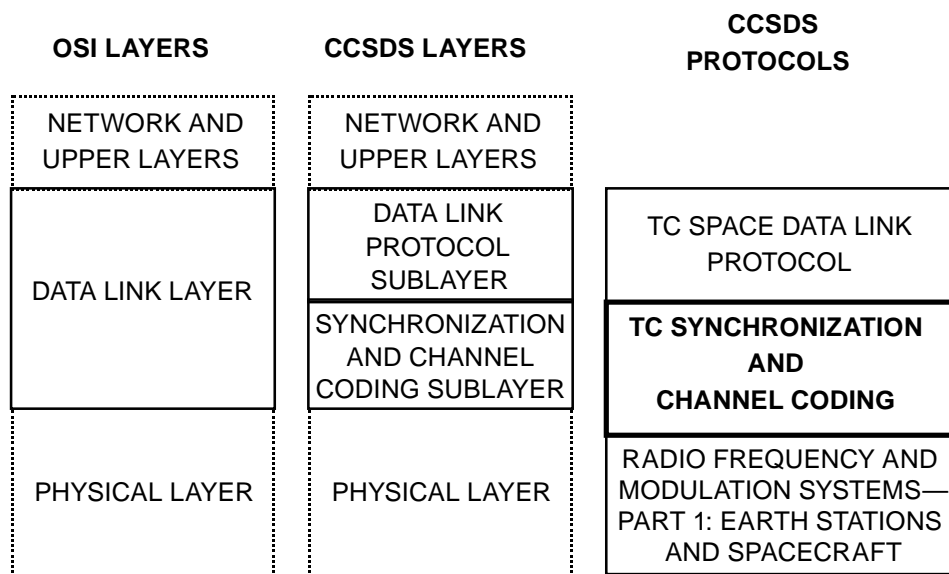 OSI LAYERS
CCSDS LAYERS
CCSDS
PROTOCOLS
NETWORK AND
UPPER LAYERS
NETWORK AND
UPPER LAYERS
DATA LINK LAYER
DATA LINK
PROTOCOL
SUBLAYER
SYNCHRONIZATION
AND CHANNEL
CODING SUBLAYER
TC SPACE DATA LINK
PROTOCOL
TC SYNCHRONIZATION
AND
CHANNEL CODING
PHYSICAL LAYER
PHYSICAL LAYER
RADIO FREQUENCY AND
MODULATION SYSTEMS—
PART 1: EARTH STATIONS
AND SPACECRAFT